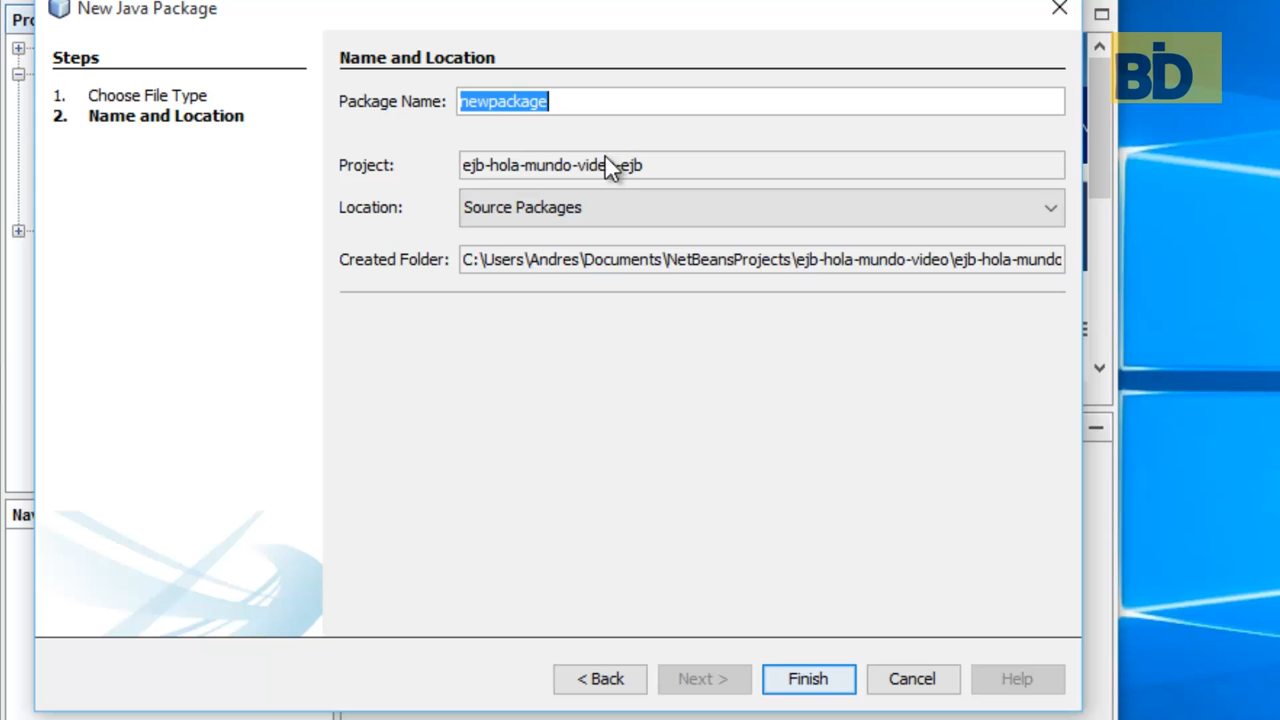 New Java Package
Steps
1. Choose File Type
2. Name and Location
Name and Location
Package Name: newpackage
Project: ejb-hola-mundo-video-ejb
Location: Source Packages
Created Folder: C:\Users\Andres\Documents\NetBeansProjects\ejb-hola-mundo-video\ejb-hola-mundo
< Back
Next >
Finish
Cancel
Help
BID